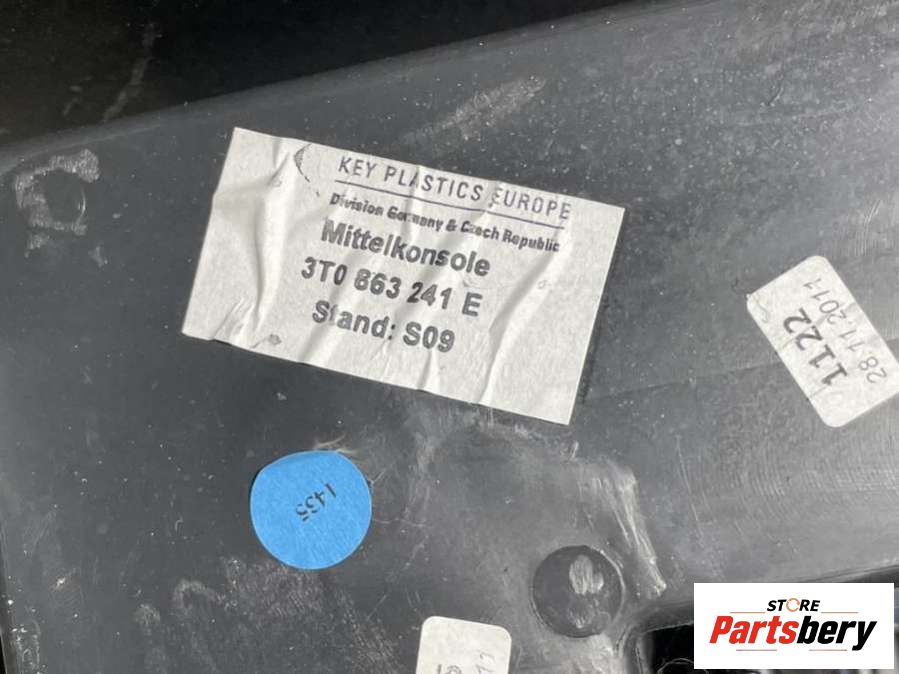 KEY PLASTICS EUROPE
Division Germany & Czech Republic
Mittelkonsole
3T0 863 241 E
Stand: S09
1122
28.11.2011
1455
STORE
Partsbery